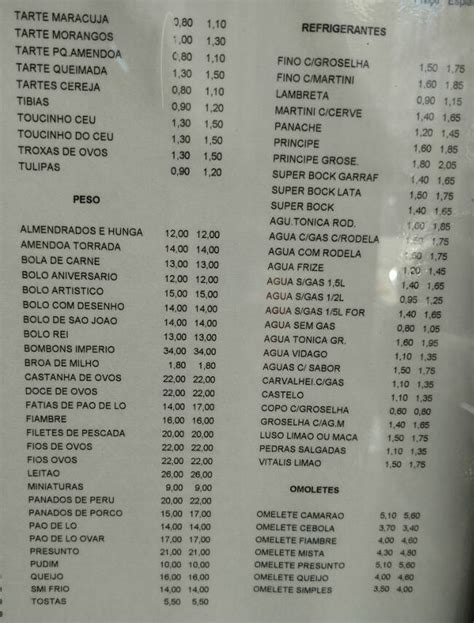 TARTE MARACUJA 0,80 1,10
TARTE MORANGOS 1,00 1,30
TARTE PQ.AMENDOA 0,80 1,10
TARTE QUEIMADA 1,30 1,50
TARTES CEREJA 0,80 1,10
TIBIAS 0,90 1,20
TOUCINHO CEU 1,30 1,50
TOUCINHO DO CEU 1,30 1,50
TROXAS DE OVOS 1,30 1,50
TULIPAS 0,90 1,20
PESO
ALMENDRADOS E HUNGA 12,00 12,00
AMENDOA TORRADA 14,00 14,00
BOLA DE CARNE 13,00 13,00
BOLO ANIVERSARIO 12,00 12,00
BOLO ARTISTICO 15,00 15,00
BOLO COM DESENHO 14,00 14,00
BOLO DE SAO JOAO 14,00 14,00
BOLO REI 13,00 13,00
BOMBONS IMPERIO 34,00 34,00
BROA DE MILHO 1,80 1,80
CASTANHA DE OVOS 22,00 22,00
DOCE DE OVOS 22,00 22,00
FATIAS DE PAO DE LO 14,00 17,00
FIAMBRE 16,00 16,00
FILETES DE PESCADA 20,00 20,00
FIOS DE OVOS 22,00 22,00
FIOS OVOS 22,00 22,00
LEITAO 26,00 26,00
MINIATURAS 9,00 9,00
PANADOS DE PERU 20,00 20,00
PANADOS DE PORCO 15,00 17,00
PAO DE LO 14,00 14,00
PAO DE LO OVAR 17,00 17,00
PRESUNTO 21,00 21,00
PUDIM 10,00 10,00
QUEIJO 16,00 16,00
SMI FRIO 14,00 14,00
TOSTAS 5,50 5,50
REFRIGERANTES
FINO C/GROSELHA 1,50 1,75
FINO C/MARTINI 1,60 1,85
LAMBRETA 0,90 1,15
MARTINI C/CERVE 1,40 1,65
PANACHE 1,20 1,45
PRINCIPE 1,60 1,85
PRINCIPE GROSE. 1,80 2,05
SUPER BOCK GARRAF 1,40 1,65
SUPER BOCK LATA 1,50 1,75
SUPER BOCK 1,40 1,65
AGU.TONICA ROD. 1,00 1,85
AGUA C/GAS C/RODELA 1,50 1,75
AGUA COM RODELA 1,50 1,75
AGUA FRIZE 1,20 1,45
AGUA S/GAS 1,5L 1,40 1,65
AGUA S/GAS 1/2L 0,95 1,25
AGUA S/GAS 1/5L FOR 1,40 1,65
AGUA SEM GAS 0,80 1,05
AGUA TONICA GR. 1,60 1,95
AGUA VIDAGO 1,10 1,35
AGUAS C/ SABOR 1,50 1,75
CARVALHEI.C/GAS 1,10 1,35
CASTELO 1,10 1,35
COPO C/GROSELHA 0,60 0,80
GROSELHA C/AG.M 1,40 1,65
LUSO LIMAO OU MACA 1,50 1,75
PEDRAS SALGADAS 1,10 1,35
VITALIS LIMAO 1,50 1,75
OMOLETES
OMELETE CAMARAO 5,10 5,60
OMELETE CEBOLA 3,70 3,40
OMELETE FIAMBRE 4,00 4,60
OMELETE MISTA 4,30 4,80
OMELETE PRESUNTO 5,10 5,60
OMELETE QUEIJO 4,00 4,60
OMELETE SIMPLES 3,50 4,00